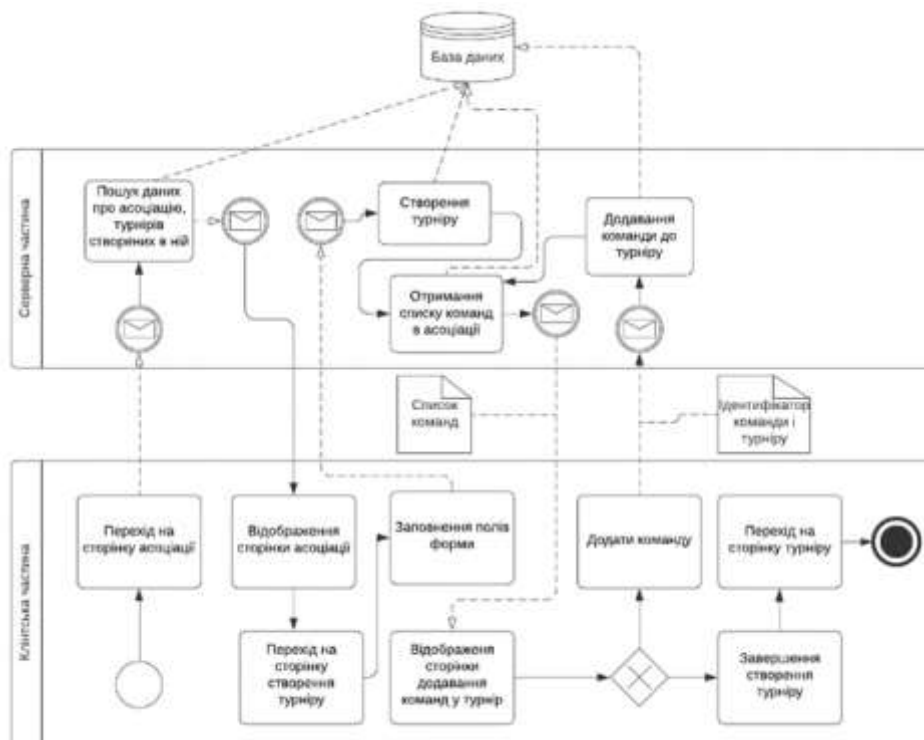 База даних
Серверна частина
Пошук даних
про асоціацію,
турнірів
створених в ній
Створення
турніру
Додавання
команди до
турніру
Отримання
списку команд
в асоціації
Список
команд
Ідентифікатор
команди і
турніру
Клієнтська частина
Перехід на
сторінку асоціації
Відображення
сторінки асоціації
Заповнення полів
форми
Додати команду
Перехід на
сторінку турніру
Перехід на
сторінку
створення
турніру
Відображеня
сторінки
додавання
команд у турнір
Завершення
створення
турніру